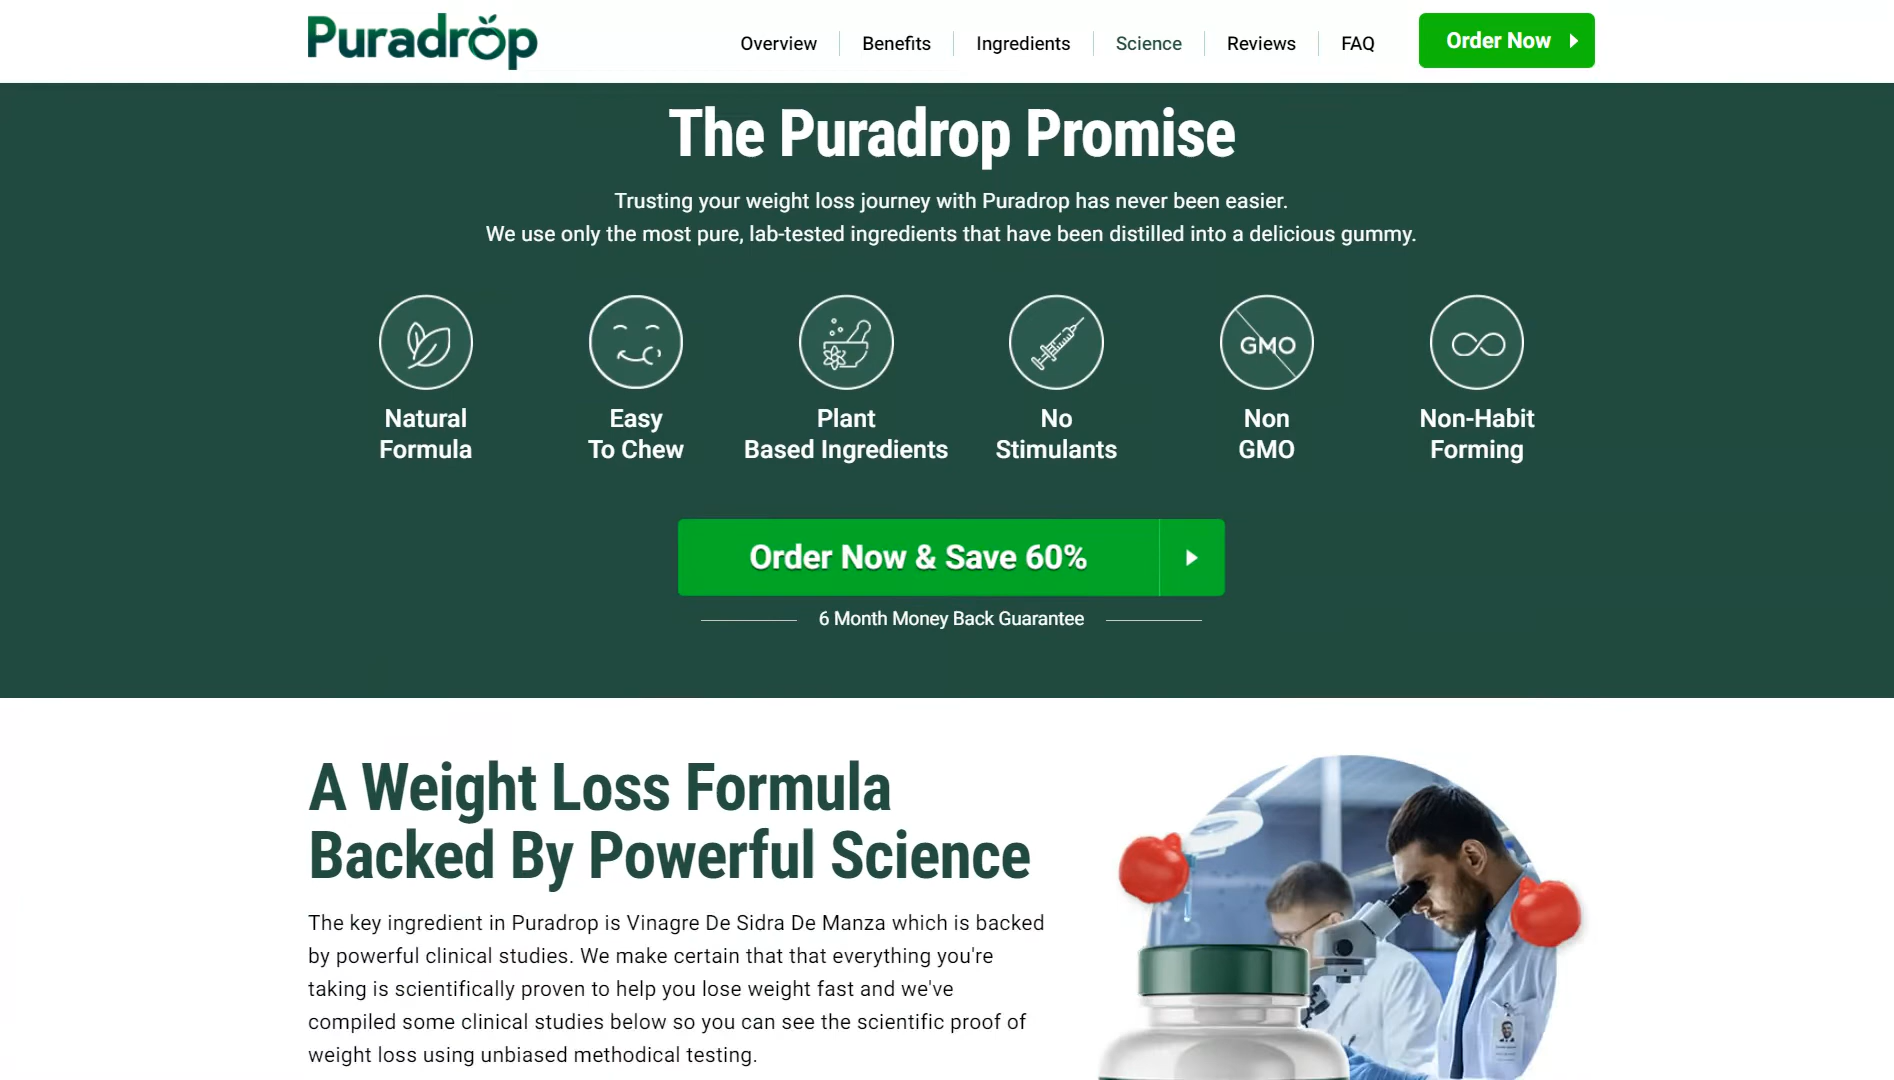 Puradrop
Overview
Benefits
Ingredients
Science
Reviews
FAQ
Order Now
The Puradrop Promise
Trusting your weight loss journey with Puradrop has never been easier.
We use only the most pure, lab-tested ingredients that have been distilled into a delicious gummy.
GMO
Natural
Formula
Easy
To Chew
Plant
Based Ingredients
No
Stimulants
Non
GMO
Non-Habit
Forming
Order Now & Save 60%
6 Month Money Back Guarantee
A Weight Loss Formula
Backed By Powerful Science
The key ingredient in Puradrop is Vinagre De Sidra De Manza which is backed
by powerful clinical studies. We make certain that that everything you're
taking is scientifically proven to help you lose weight fast and we've
compiled some clinical studies below so you can see the scientific proof of
weight loss using unbiased methodical testing.